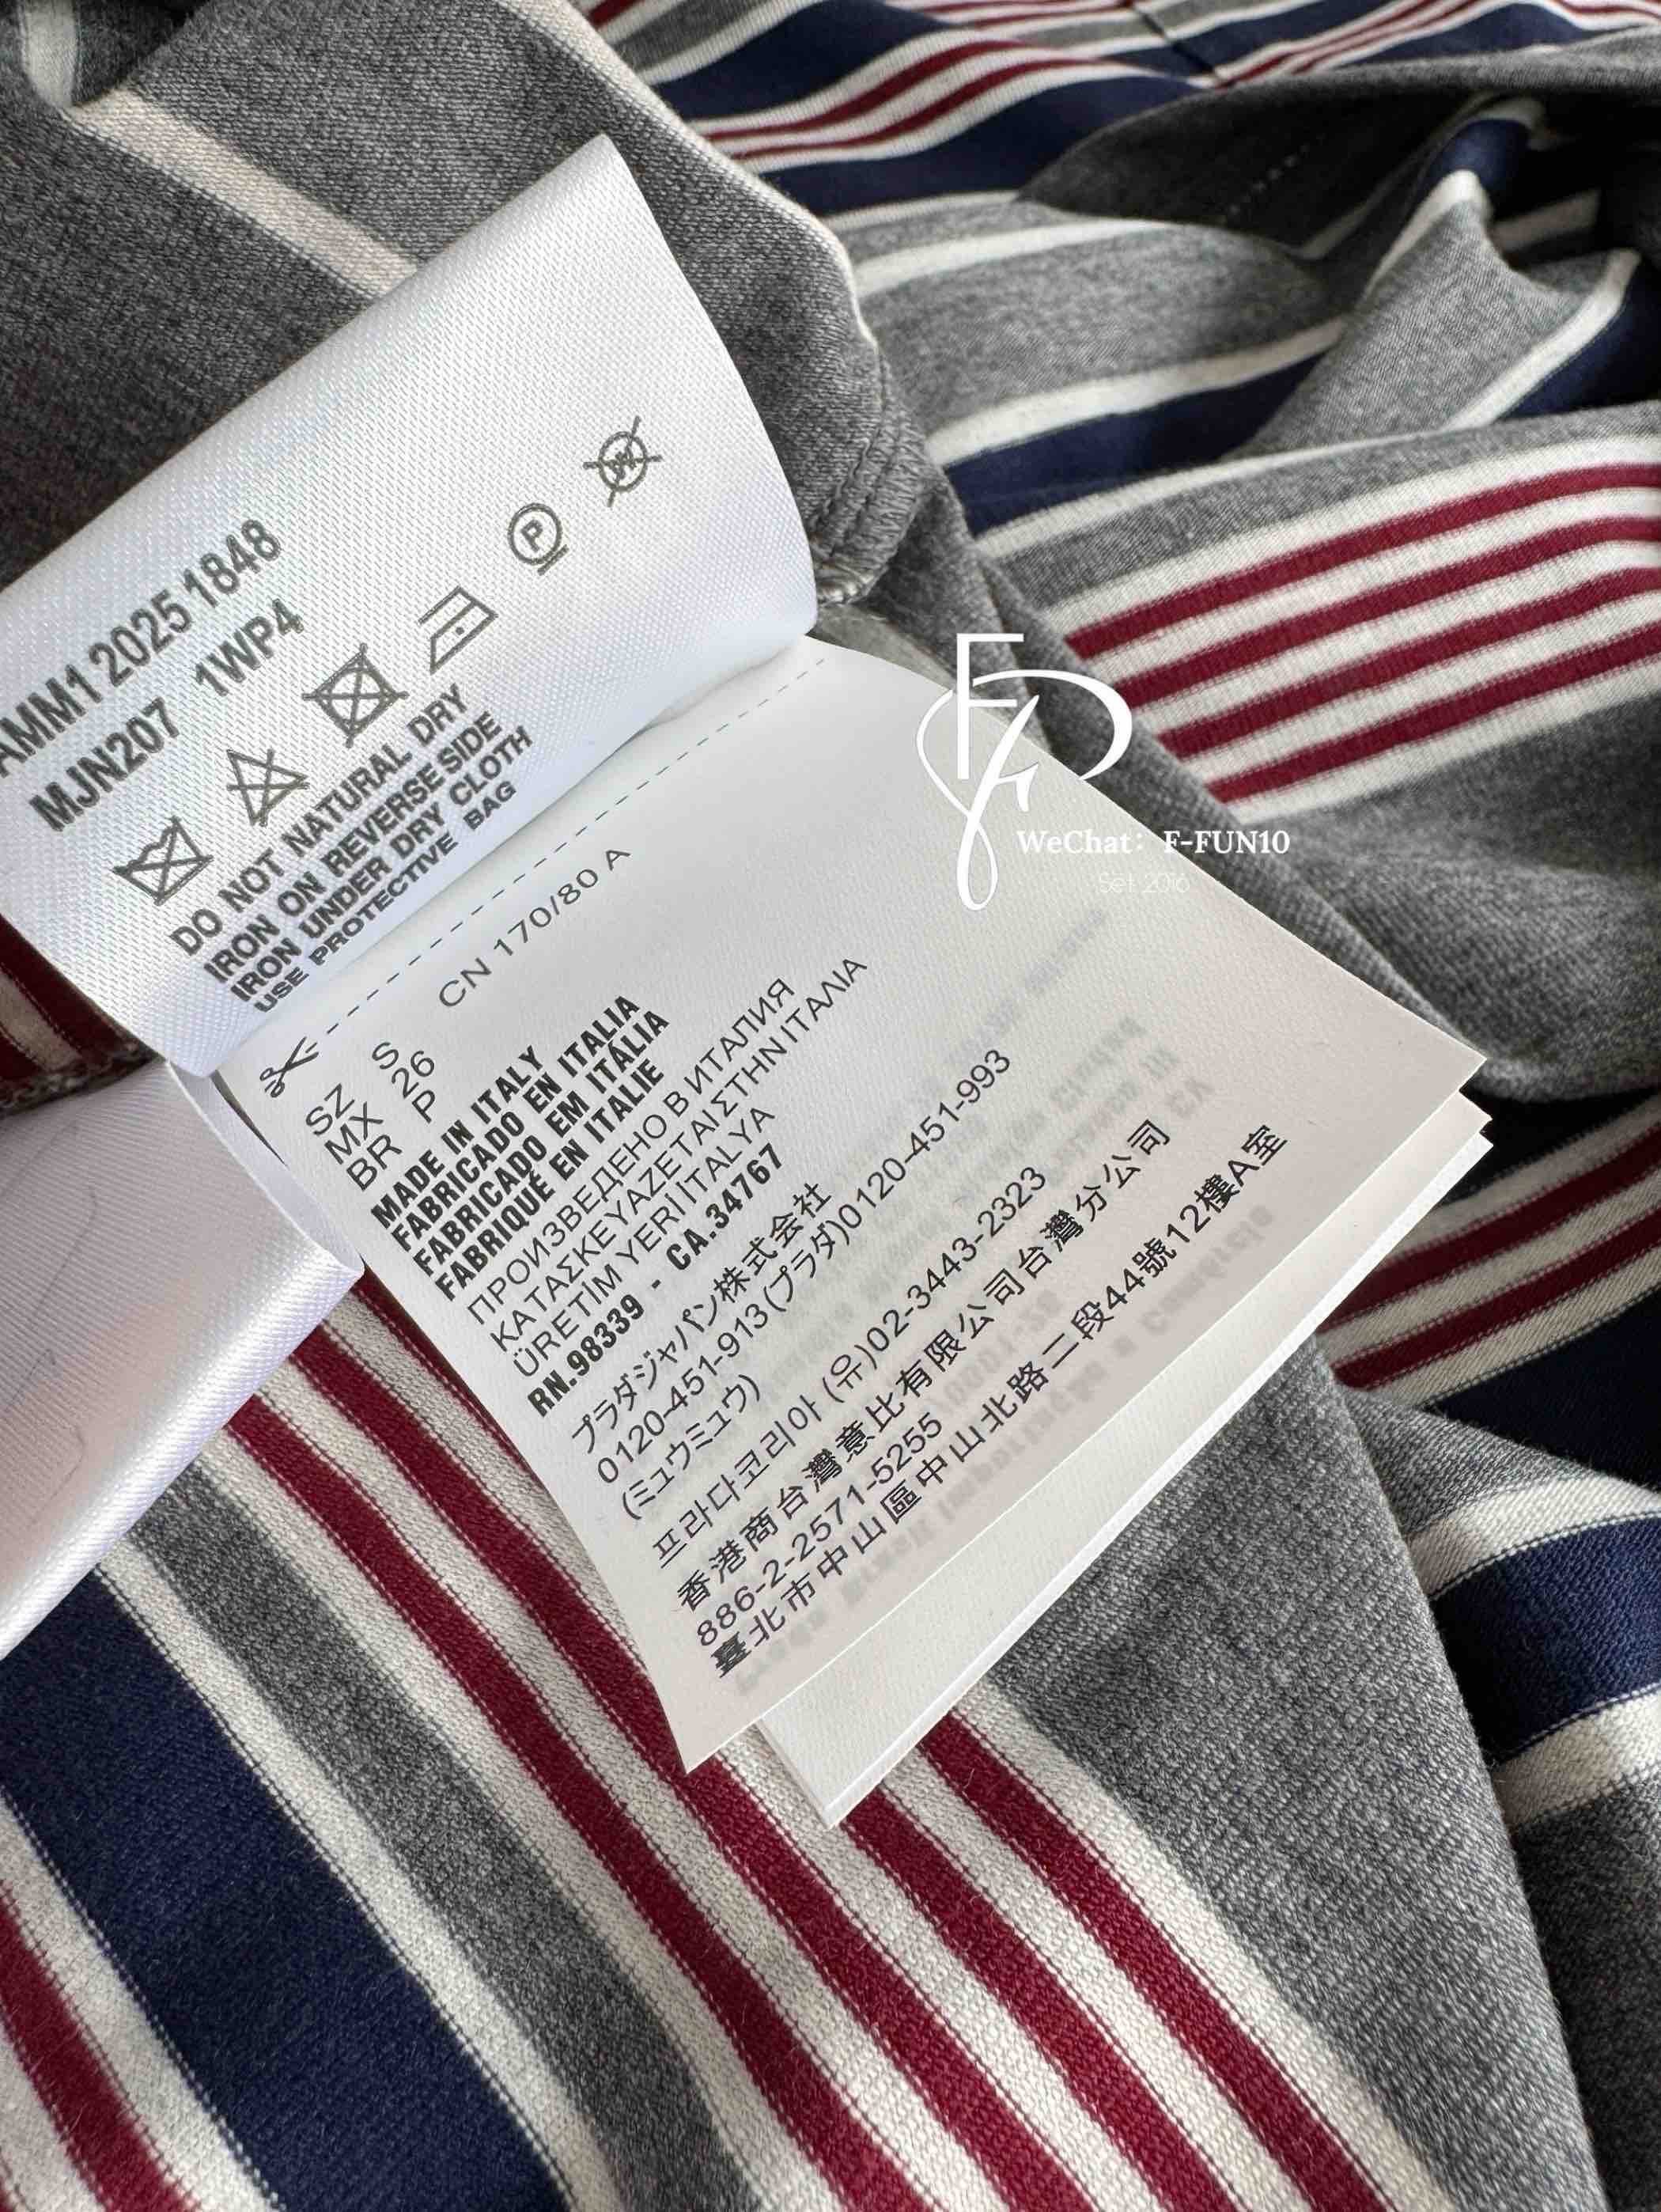 AMM1 2025 1848
MJN207 1WP4
P
W
DO NOT NATURAL DRY
IRON ON REVERSE SIDE
IRON UNDER DRY CLOTH
USE PROTECTIVE BAG
CN 170/80 A
SZ S
MX 26
BR P
MADE IN ITALY
FABRICADO EN ITALIA
FABRICADO EM ITÁLIA
FABRIQUÉ EN ITALIE
ПРОИЗВЕДЕНО В ИТАЛИЯ
ΚΑΤΑΣΚΕΥΑΖΕΤΑΙ ΣΤΗΝ ΙΤΑΛΙΑ
ÜRETİM YERİ İTALYA
RN.98339 - CA.34767
プラダジャパン株式会社
0120-451-913(プラダ)0120-451-993
(ミュウミュウ)
프라다코리아 (유)02-3443-2323
香港商台灣意比有限公司台灣分公司
886-2-2571-5255
臺北市中山區中山北路二段44號12樓A室
WeChat：F-FUN10
Set 2016